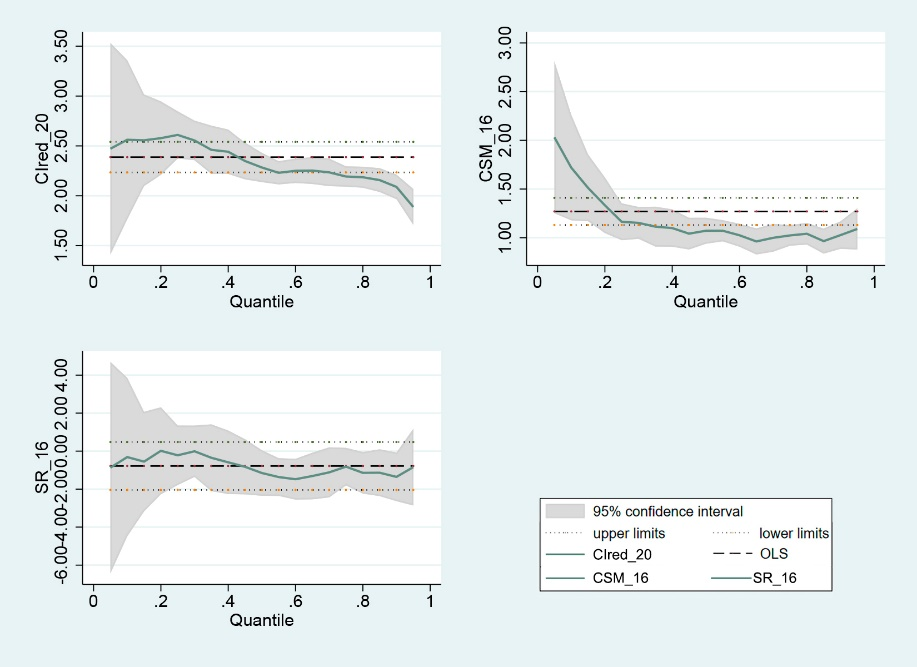 CIred_20
3.50
3.00
2.50
2.00
1.50
0 .2 .4 .6 .8 1
Quantile
CSM_16
3.00
2.50
2.00
1.50
1.00
0 .2 .4 .6 .8 1
Quantile
SR_16
4.00
2.00
0.00
-2.00
-4.00
-6.00
0 .2 .4 .6 .8 1
Quantile
95% confidence interval
upper limits lower limits
CIred_20 OLS
CSM_16 SR_16